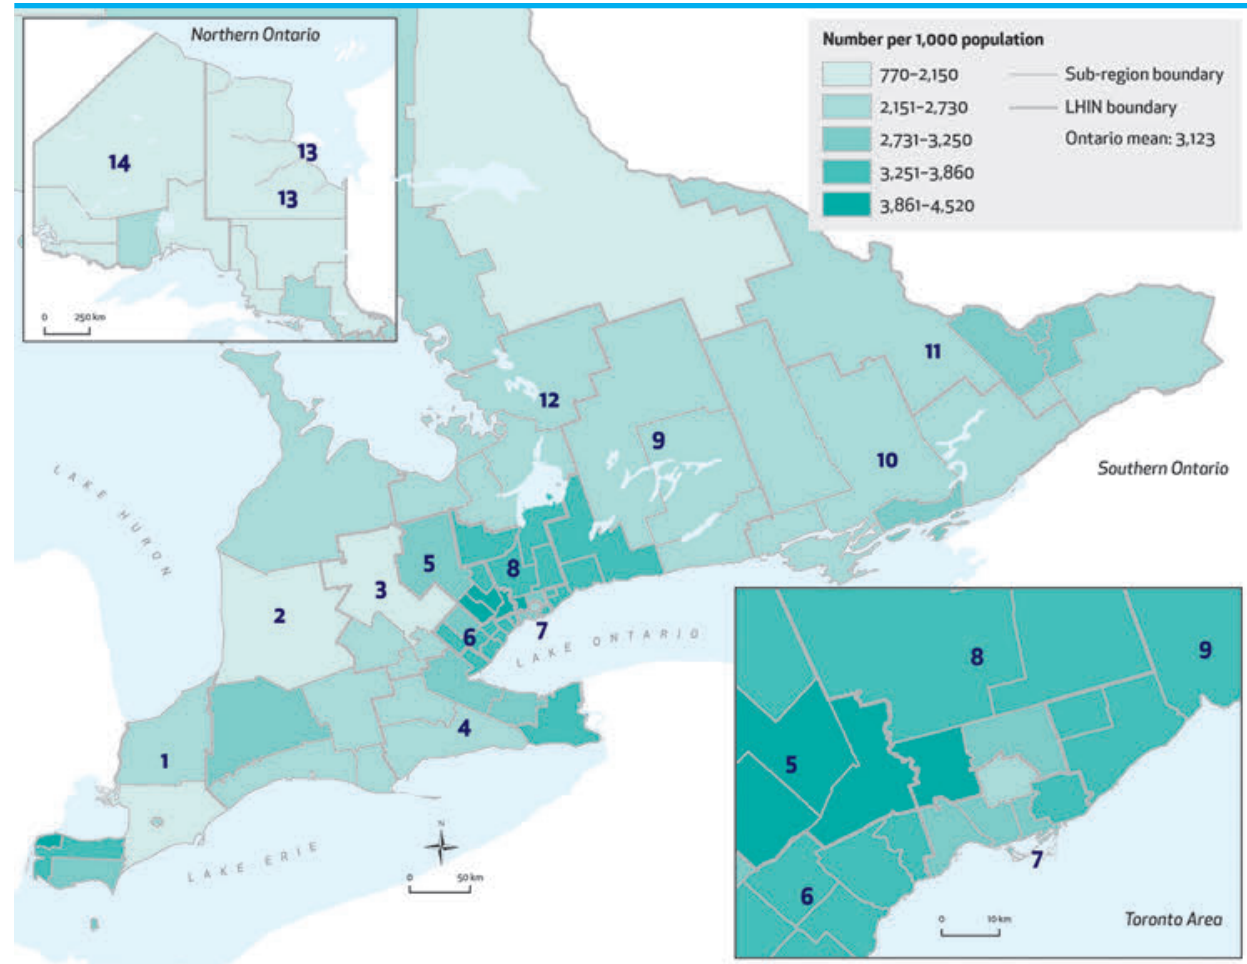 Northern Ontario
14
13
13
0 250 km
Number per 1,000 population
770–2,150
2,151–2,730
2,731–3,250
3,251–3,860
3,861–4,520
Sub-region boundary
LHIN boundary
Ontario mean: 3,123
11
12
9
10
Southern Ontario
LAKE HURON
5
8
3
2
6
7
LAKE ONTARIO
4
1
LAKE ERIE
N
0 50 km
8
9
5
7
6
0 10 km
Toronto Area